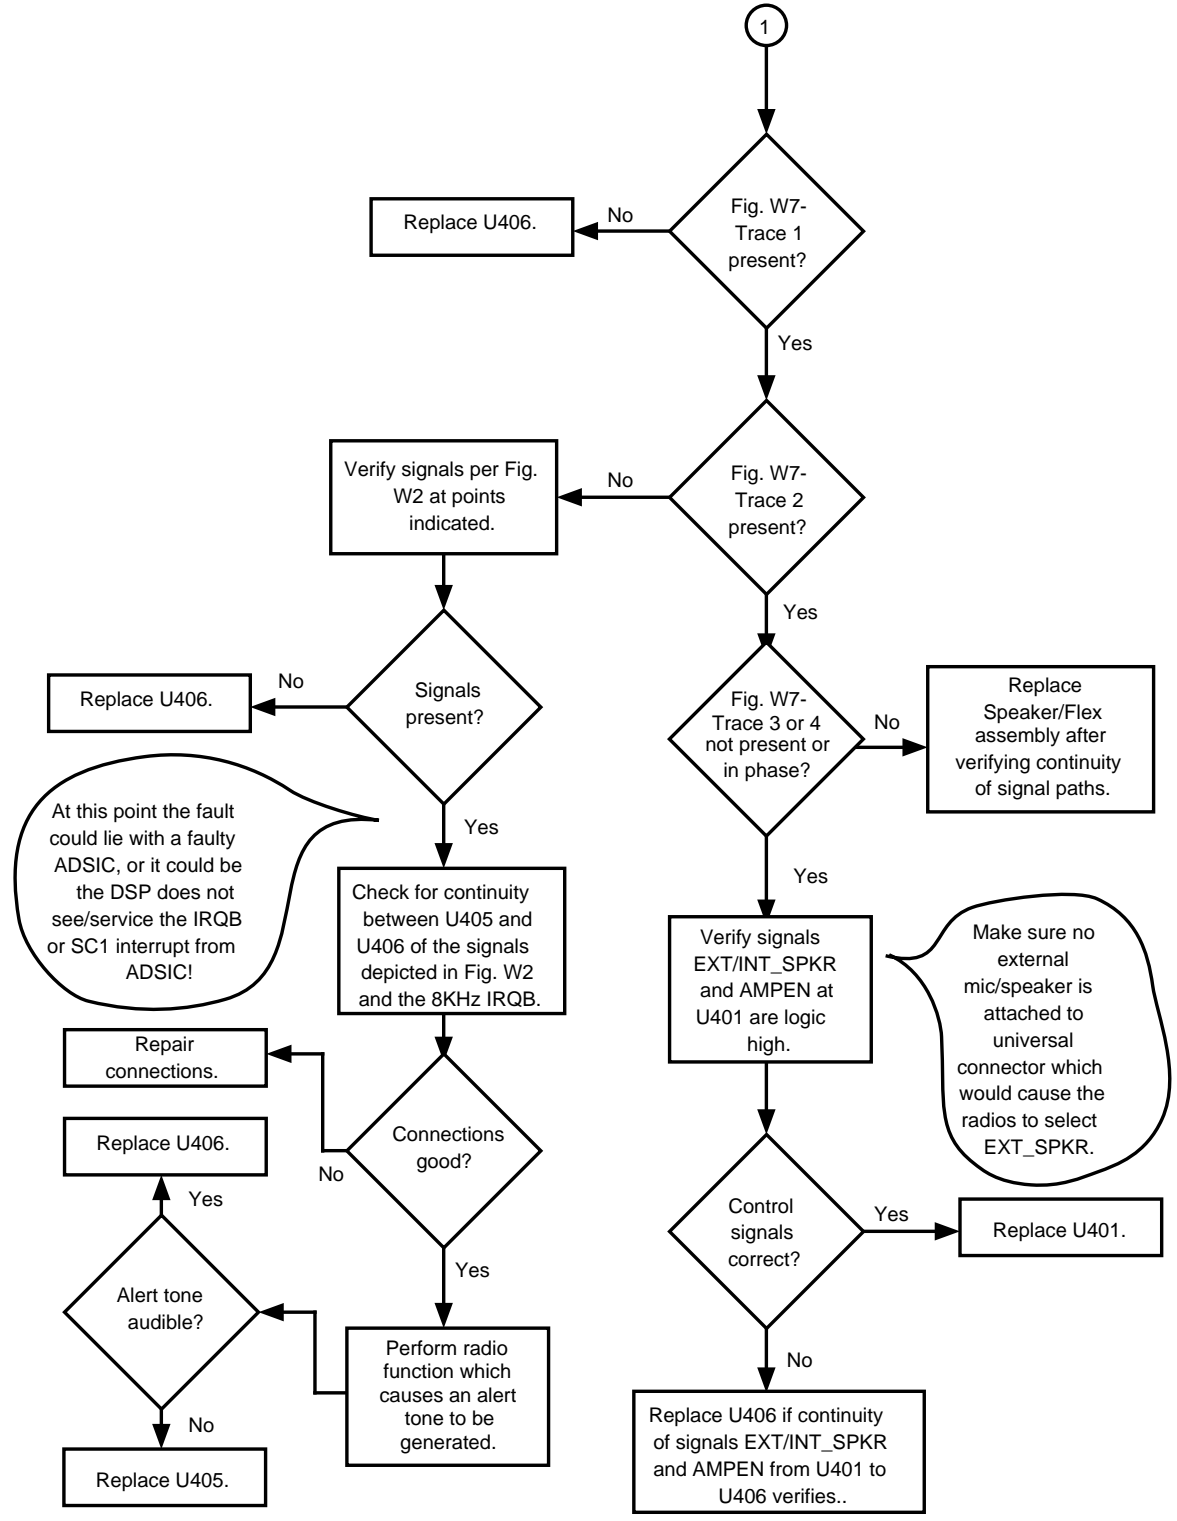 1
Fig. W7-
Trace 1
present?
No
Replace U406.
Yes
Fig. W7-
Trace 2
present?
No
Verify signals per Fig.
W2 at points
indicated.
Yes
Signals
present?
No
Replace U406.
Fig. W7-
Trace 3 or 4
not present or
in phase?
No
Replace
Speaker/Flex
assembly after
verifying continuity
of signal paths.
At this point the fault
could lie with a faulty
ADSIC, or it could be
the DSP does not
see/service the IRQB
or SC1 interrupt from
ADSIC!
Yes
Check for continuity
between U405 and
U406 of the signals
depicted in Fig. W2
and the 8KHz IRQB.
Yes
Verify signals
EXT/INT_SPKR
and AMPEN at
U401 are logic
high.
Make sure no
external
mic/speaker is
attached to
universal
connector which
would cause the
radios to select
EXT_SPKR.
Repair
connections.
Connections
good?
No
Replace U406.
Yes
Control
signals
correct?
Yes
Replace U401.
Yes
Alert tone
audible?
Perform radio
function which
causes an alert
tone to be
generated.
No
Replace U405.
No
Replace U406 if continuity
of signals EXT/INT_SPKR
and AMPEN from U401 to
U406 verifies..